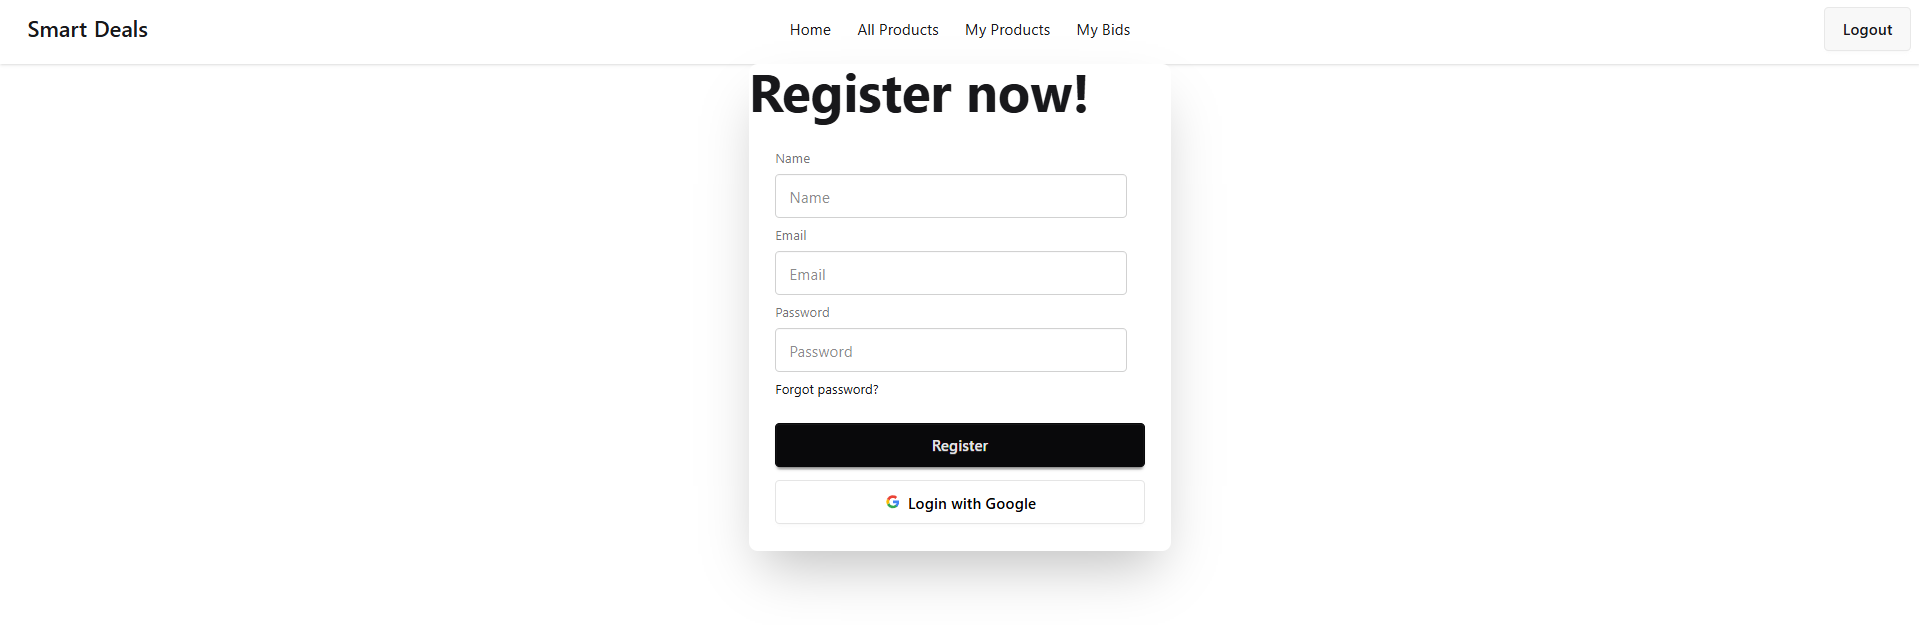 Smart Deals
Home All Products My Products My Bids
Logout
Register now!
Name
Name
Email
Email
Password
Password
Forgot password?
Register
Login with Google